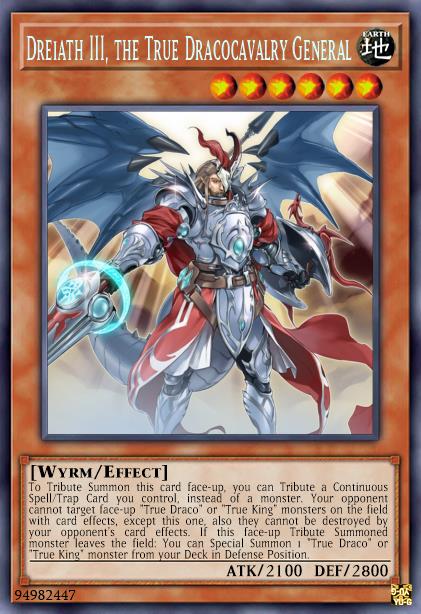 DREIATH III, THE TRUE DRACOCAVALRY GENERAL
EARTH
地
[WYRM/EFFECT]
To Tribute Summon this card face-up, you can Tribute a Continuous
Spell/Trap Card you control, instead of a monster. Your opponent
cannot target face-up "True Draco" or "True King" monsters on the field
with card effects, except this one, also they cannot be destroyed by
your opponent's card effects. If this face-up Tribute Summoned
monster leaves the field: You can Special Summon 1 "True Draco" or
"True King" monster from your Deck in Defense Position.
ATK/2100 DEF/2800
94982447